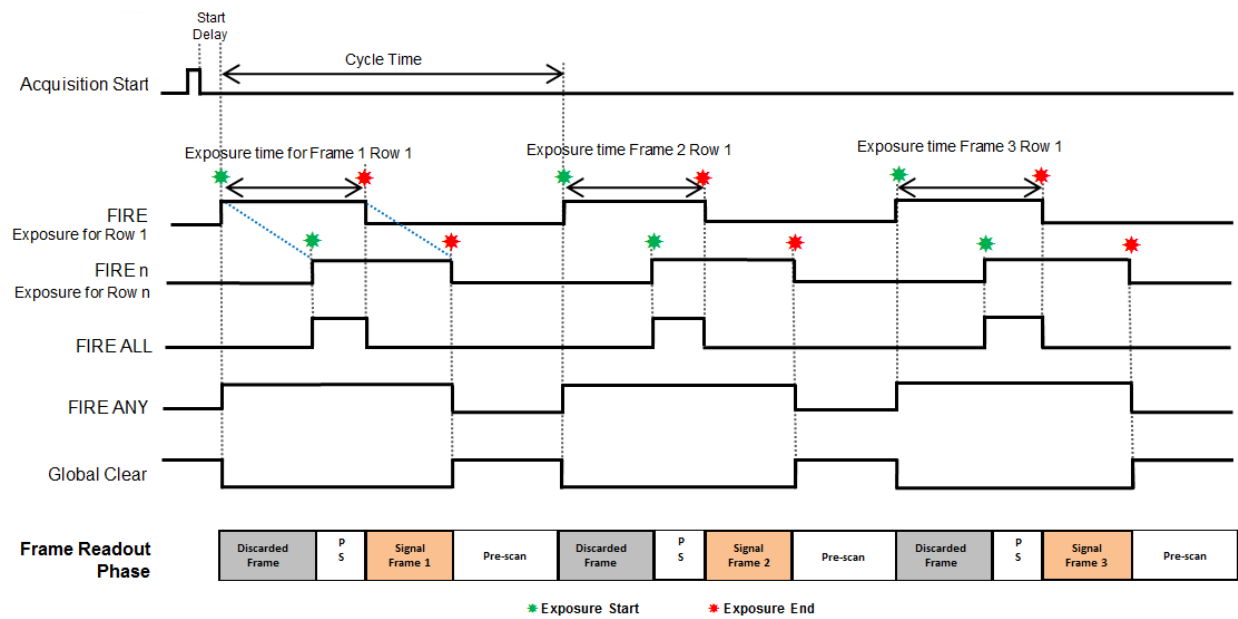 Start
Delay
Cycle Time
Acquisition Start
Exposure time for Frame 1 Row 1
Exposure time Frame 2 Row 1
Exposure time Frame 3 Row 1
FIRE
Exposure for Row 1
FIRE n
Exposure for Row n
FIRE ALL
FIRE ANY
Global Clear
Frame Readout
Phase
Discarded
Frame
P
S
Signal
Frame 1
Pre-scan
Discarded
Frame
P
S
Signal
Frame 2
Pre-scan
Discarded
Frame
P
S
Signal
Frame 3
Pre-scan
Exposure Start
Exposure End